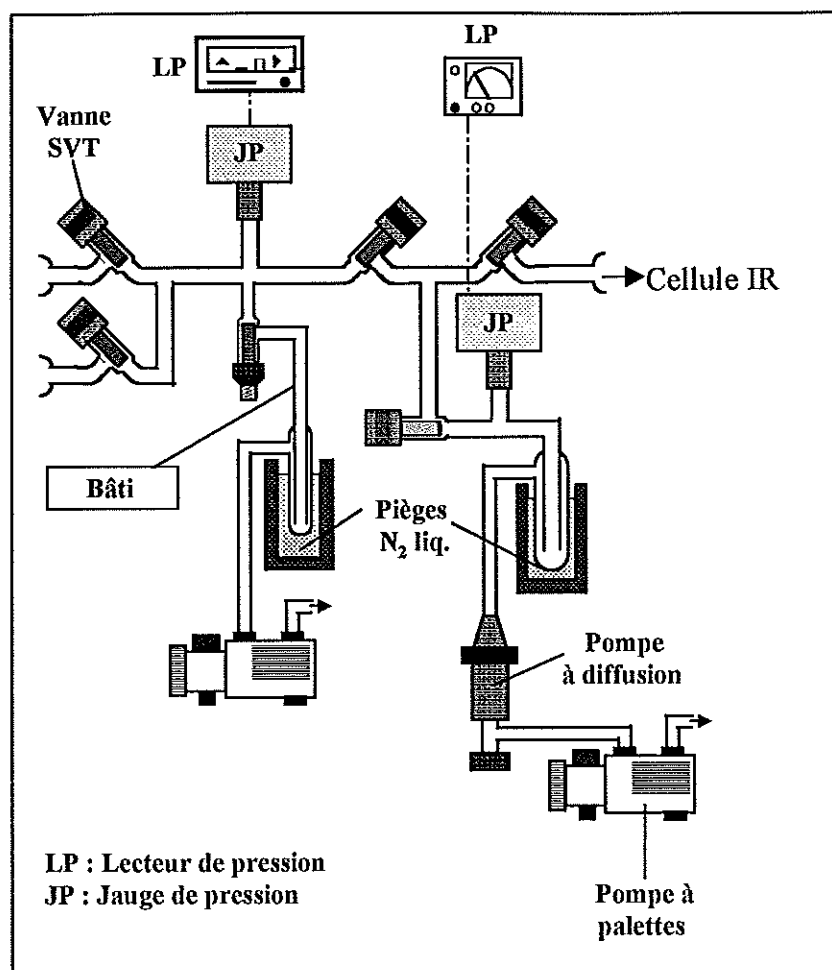 LP
LP
Vanne
SVT
JP
Cellule IR
JP
Bâti
Pièges
N₂ liq.
Pompe
à diffusion
LP : Lecteur de pression
JP : Jauge de pression
Pompe à
palettes